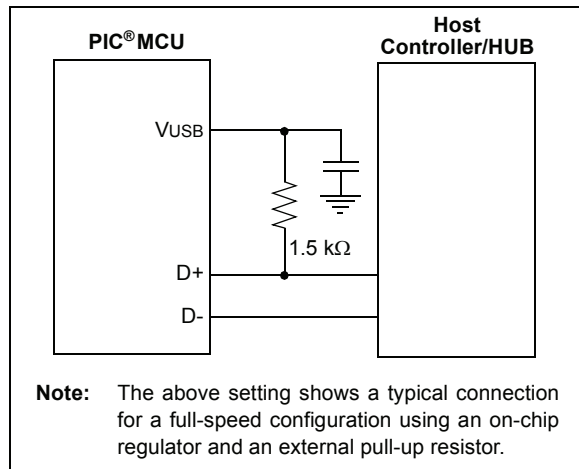 PIC®MCU
Host
Controller/HUB
VUSB
1.5 kΩ
D+
D-
Note: The above setting shows a typical connection
for a full-speed configuration using an on-chip
regulator and an external pull-up resistor.